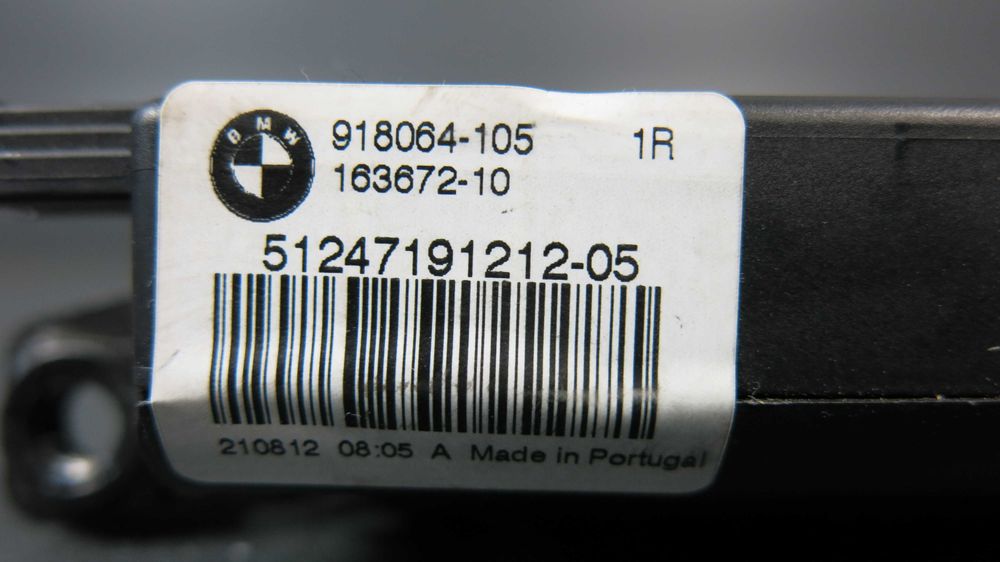 BMW
918064-105 1R
163672-10
51247191212-05
210812 08:05 A Made in Portugal